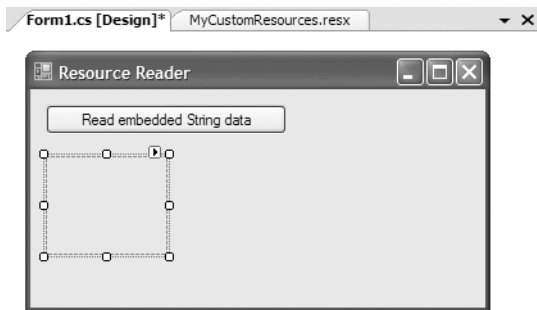 Form1.cs [Design]* MyCustomResources.resx
Resource Reader
Read embedded String data